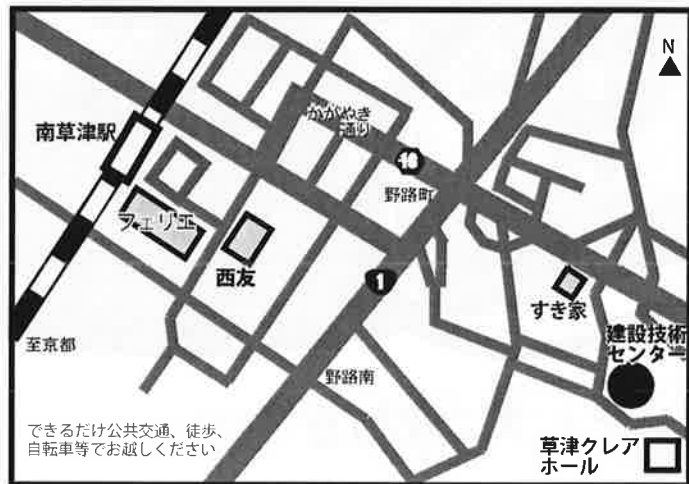 N
南草津駅
かがやき
通り
43
野路町
フェリエ
西友
1
すき家
至京都
建設技術
センター
野路南
できるだけ公共交通、徒歩、
自転車等でお越しください
草津クレア
ホール